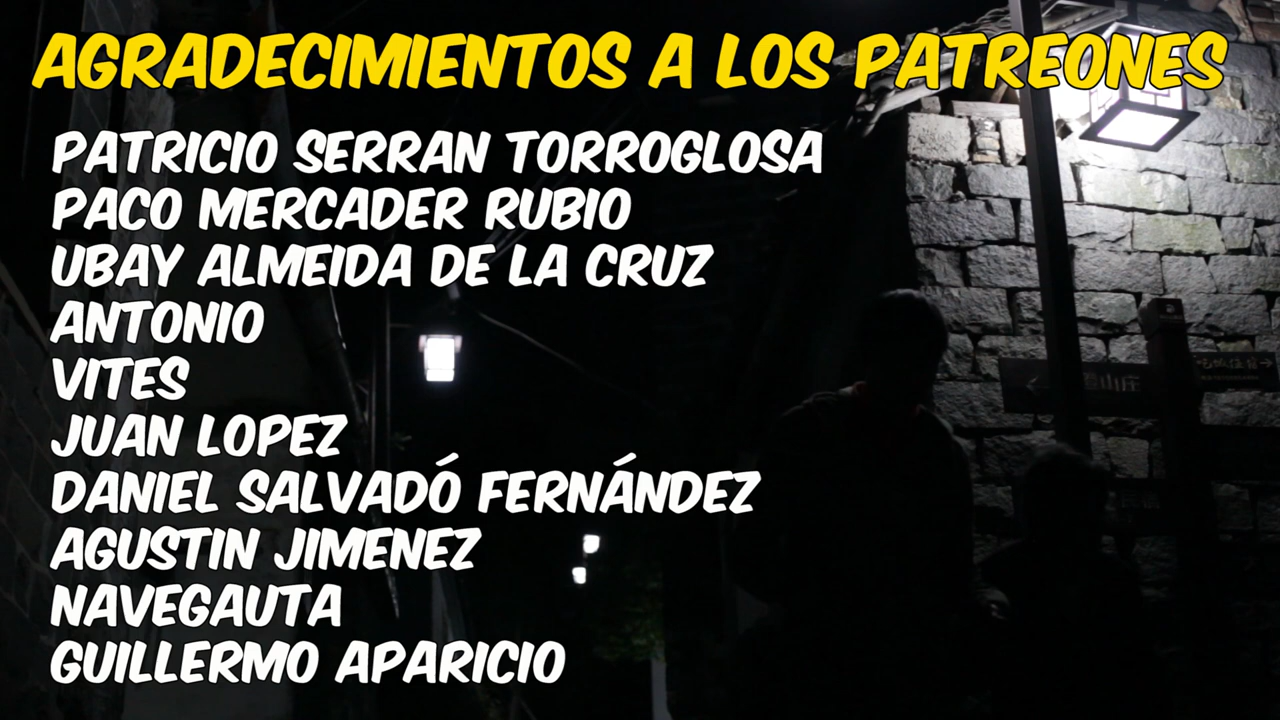 AGRADECIMIENTOS A LOS PATREONES
PATRICIO SERRAN TORROGLOSA
PACO MERCADER RUBIO
UBAY ALMEIDA DE LA CRUZ
ANTONIO
VITES
JUAN LOPEZ
DANIEL SALVADÓ FERNÁNDEZ
AGUSTIN JIMENEZ
NAVEGAUTA
GUILLERMO APARICIO